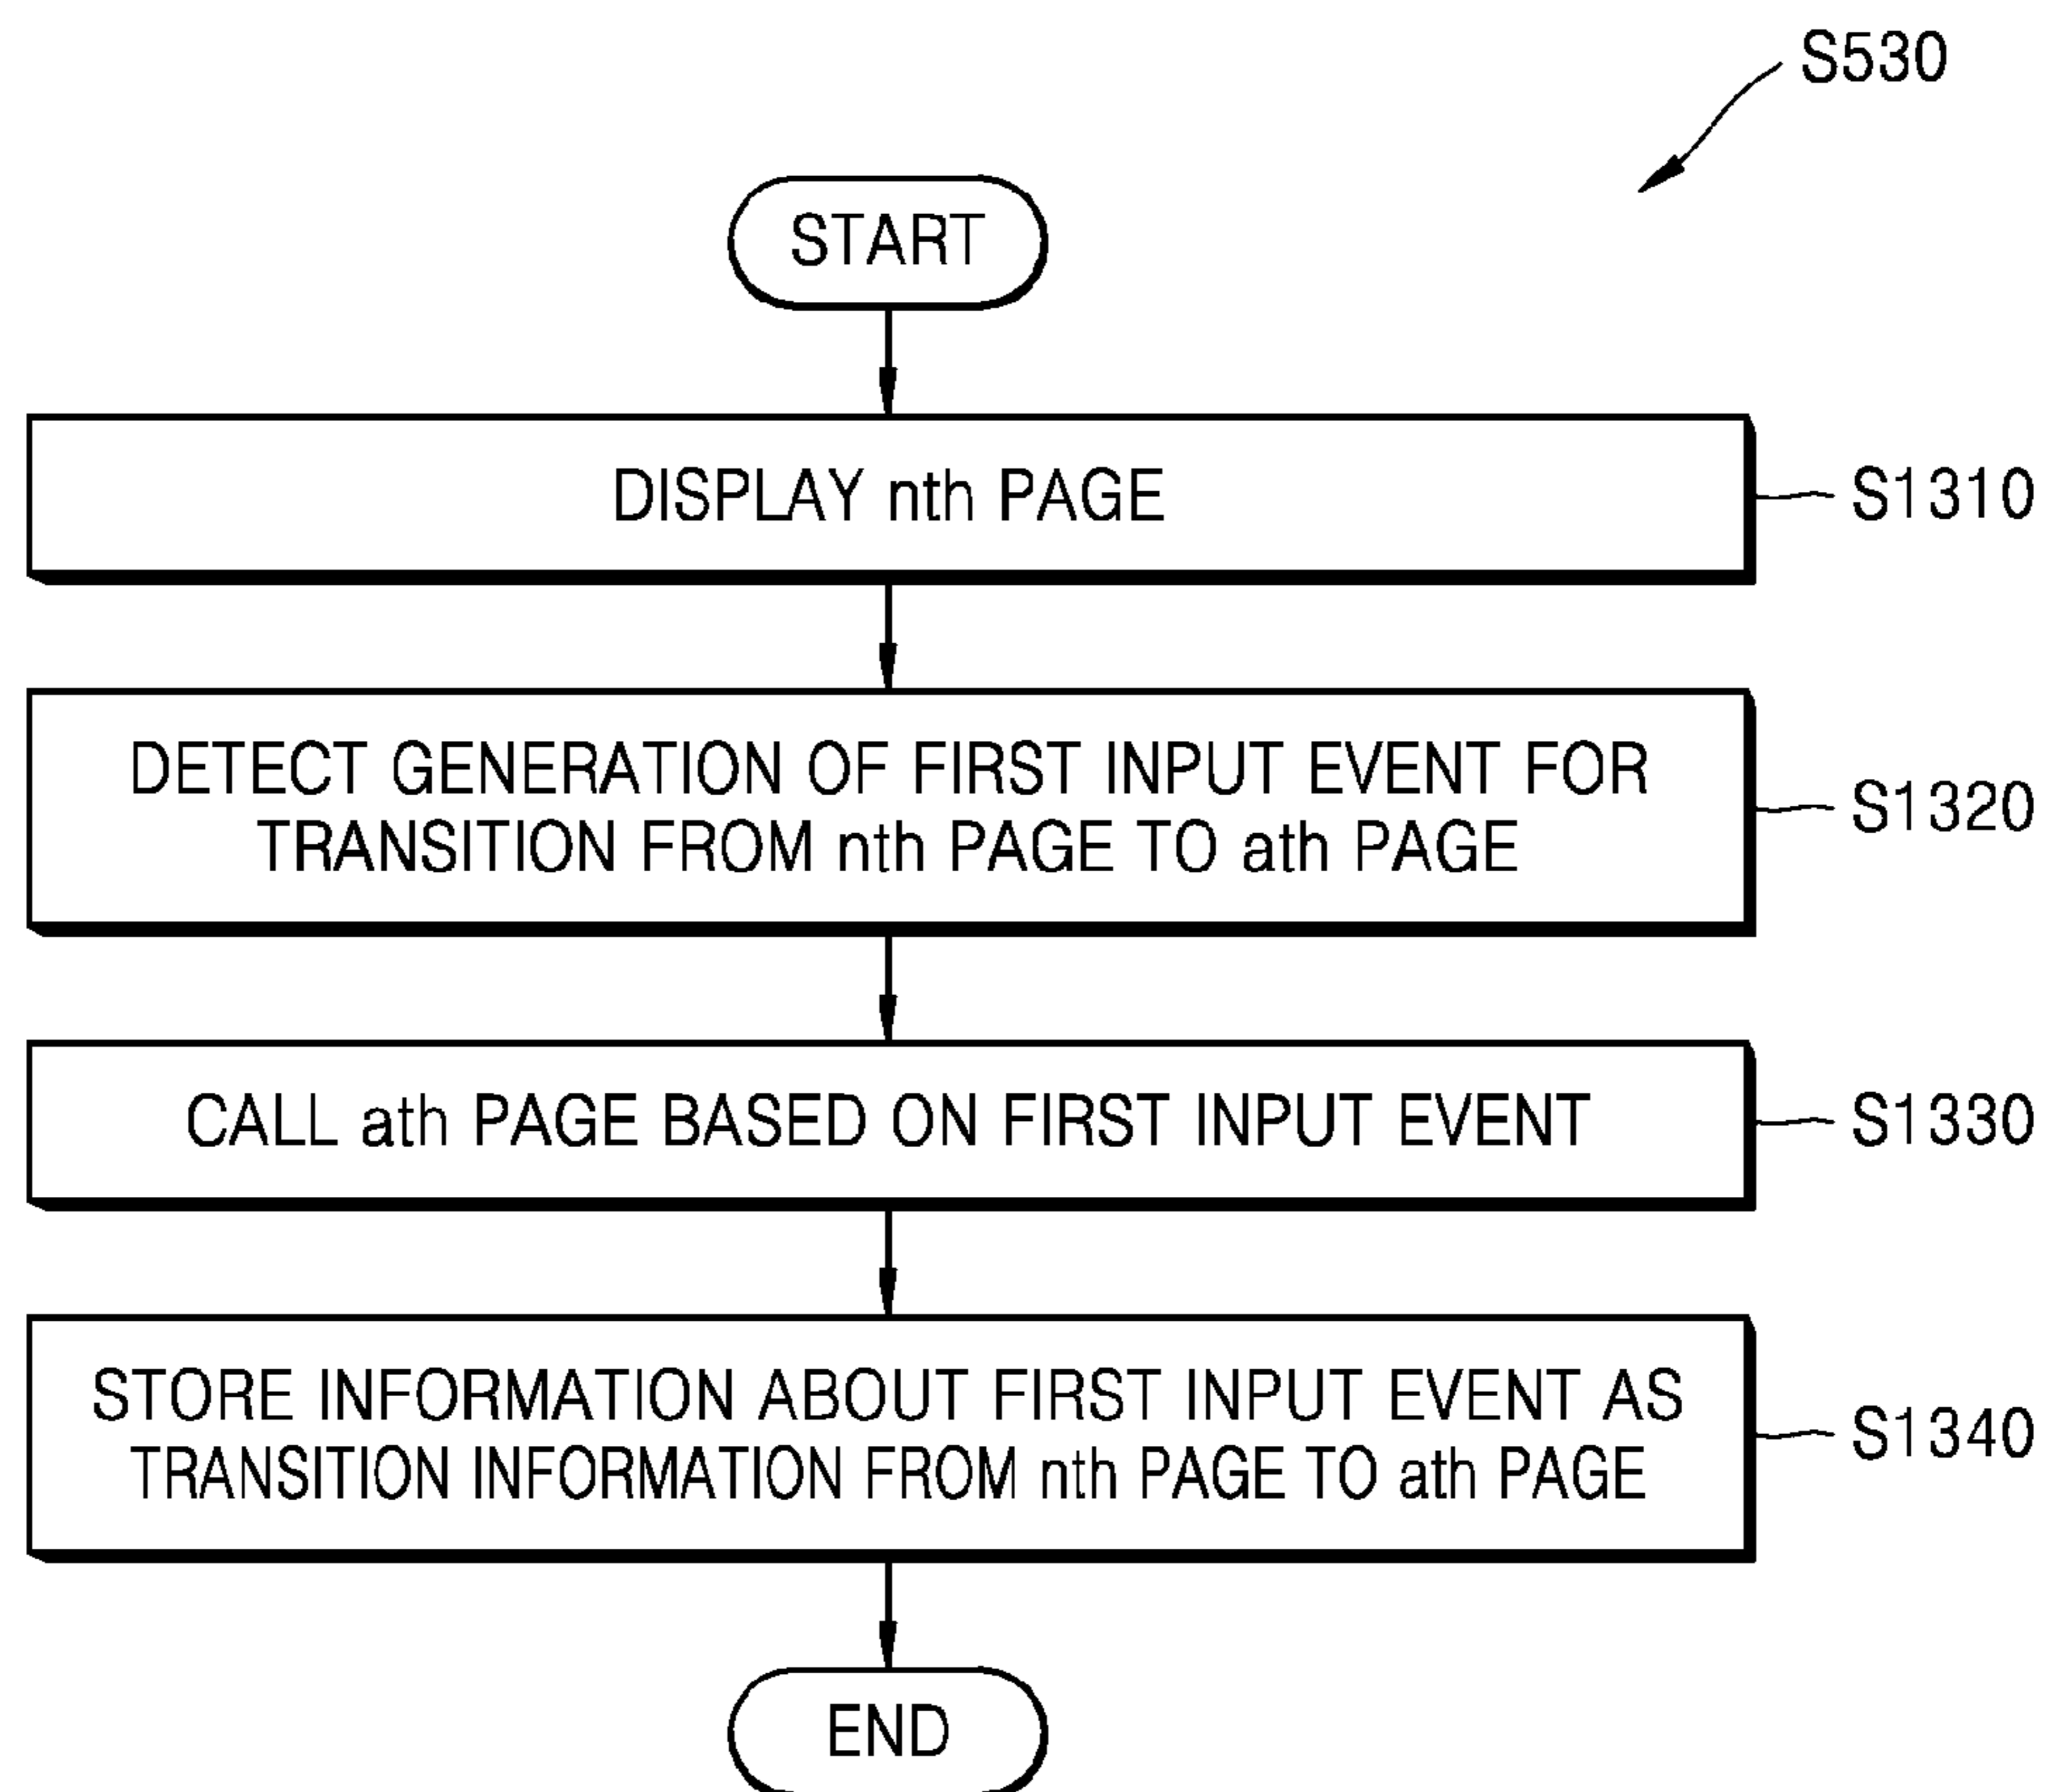 S530
START
DISPLAY nth PAGE
S1310
DETECT GENERATION OF FIRST INPUT EVENT FOR
TRANSITION FROM nth PAGE TO ath PAGE
S1320
CALL ath PAGE BASED ON FIRST INPUT EVENT
S1330
STORE INFORMATION ABOUT FIRST INPUT EVENT AS
TRANSITION INFORMATION FROM nth PAGE TO ath PAGE
S1340
END